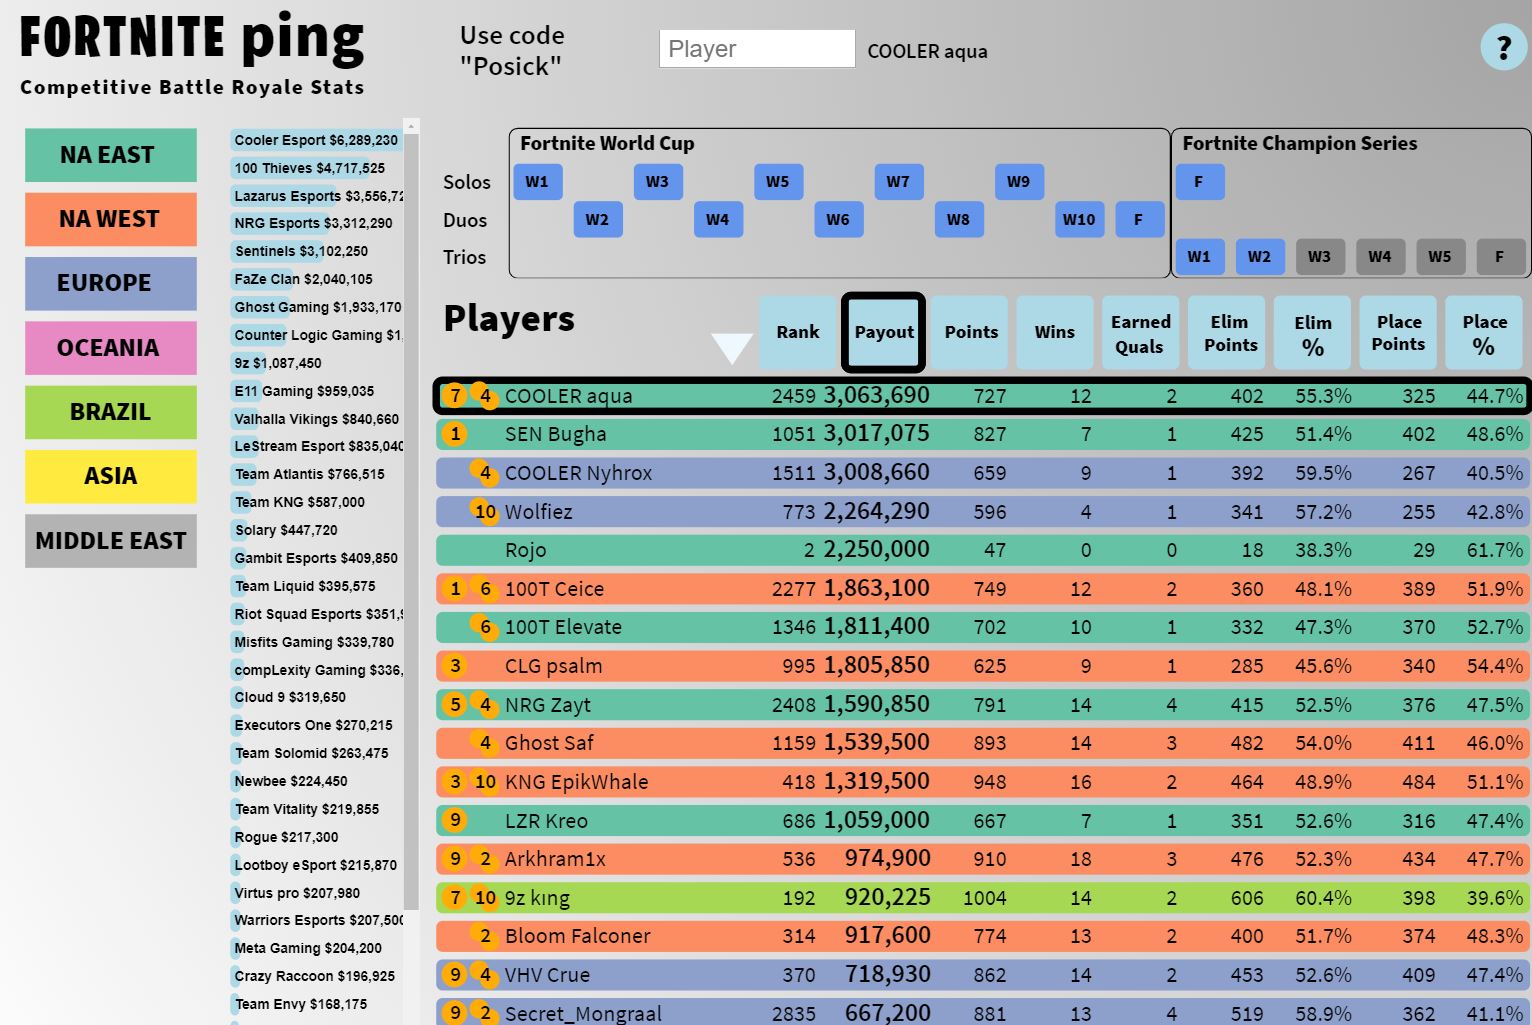 FORTNITE ping
Competitive Battle Royale Stats
Use code
"Posick"
Player
COOLER aqua
?
NA EAST
NA WEST
EUROPE
OCEANIA
BRAZIL
ASIA
MIDDLE EAST
Cooler Esport $6,289,230
100 Thieves $4,717,525
Lazarus Esports $3,556,72
NRG Esports $3,312,290
Sentinels $3,102,250
FaZe Clan $2,040,105
Ghost Gaming $1,933,170
Counter Logic Gaming $1,
9z $1,087,450
E11 Gaming $959,035
Valhalla Vikings $840,660
LeStream Esport $835,040
Team Atlantis $766,515
Team KNG $587,000
Solary $447,720
Gambit Esports $409,850
Team Liquid $395,575
Riot Squad Esports $351,9
Misfits Gaming $339,780
compLexity Gaming $336,
Cloud 9 $319,650
Executors One $270,215
Team Solomid $263,475
Newbee $224,450
Team Vitality $219,855
Rogue $217,300
Lootboy eSport $215,870
Virtus pro $207,980
Warriors Esports $207,500
Meta Gaming $204,200
Crazy Raccoon $196,925
Team Envy $168,175
Fortnite World Cup
Fortnite Champion Series
Solos W1 W3 W5 W7 W9 F
Duos W2 W4 W6 W8 W10 F
Trios W1 W2 W3 W4 W5 F
Players
Rank Payout Points Wins Earned Quals Elim Points Elim % Place Points Place %
7 4 COOLER aqua 2459 3,063,690 727 12 2 402 55.3% 325 44.7%
1 SEN Bugha 1051 3,017,075 827 7 1 425 51.4% 402 48.6%
4 COOLER Nyhrox 1511 3,008,660 659 9 1 392 59.5% 267 40.5%
10 Wolfiez 773 2,264,290 596 4 1 341 57.2% 255 42.8%
Rojo 2 2,250,000 47 0 0 18 38.3% 29 61.7%
1 6 100T Ceice 2277 1,863,100 749 12 2 360 48.1% 389 51.9%
6 100T Elevate 1346 1,811,400 702 10 1 332 47.3% 370 52.7%
3 CLG psalm 995 1,805,850 625 9 1 285 45.6% 340 54.4%
5 4 NRG Zayt 2408 1,590,850 791 14 4 415 52.5% 376 47.5%
4 Ghost Saf 1159 1,539,500 893 14 3 482 54.0% 411 46.0%
3 10 KNG EpikWhale 418 1,319,500 948 16 2 464 48.9% 484 51.1%
9 LZR Kreo 686 1,059,000 667 7 1 351 52.6% 316 47.4%
9 2 Arkhram1x 536 974,900 910 18 3 476 52.3% 434 47.7%
7 10 9z kıng 192 920,225 1004 14 2 606 60.4% 398 39.6%
2 Bloom Falconer 314 917,600 774 13 2 400 51.7% 374 48.3%
9 4 VHV Crue 370 718,930 862 14 2 453 52.6% 409 47.4%
9 2 Secret_Mongraal 2835 667,200 881 13 4 519 58.9% 362 41.1%